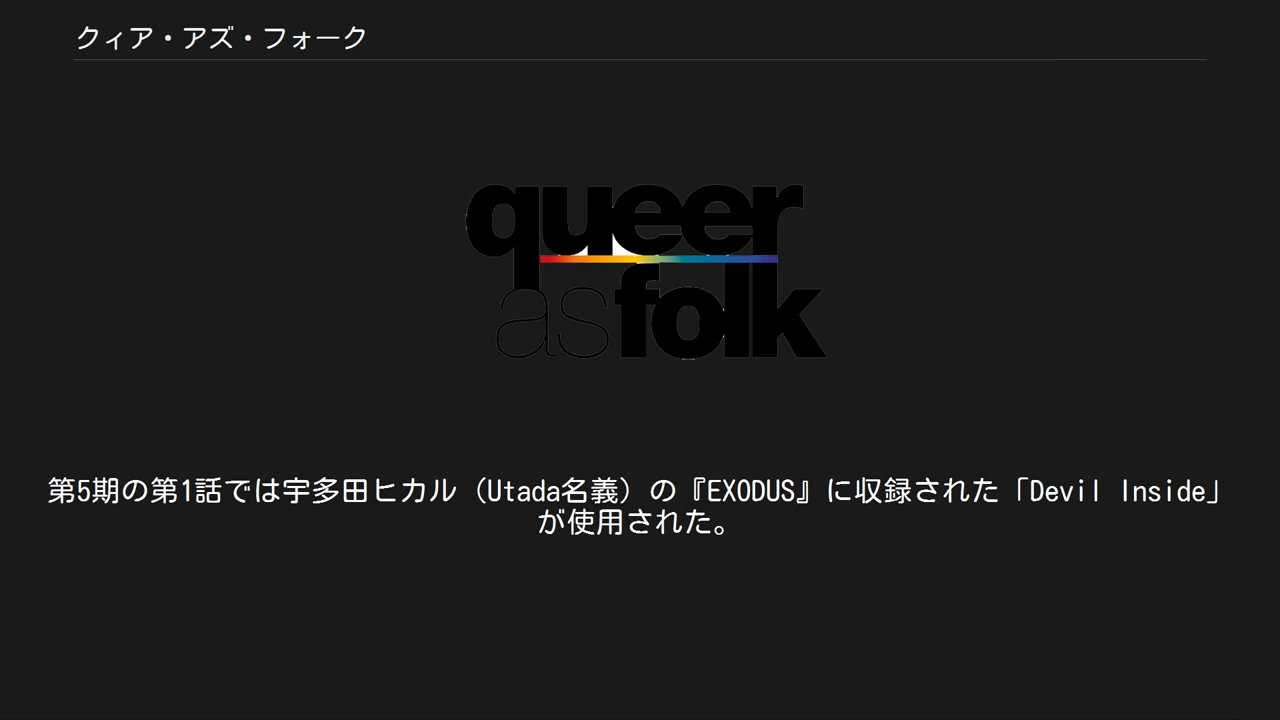 クィア・アズ・フォーク
queer
as folk
第5期の第1話では宇多田ヒカル（Utada名義）の『EXODUS』に収録された「Devil Inside」
が使用された。